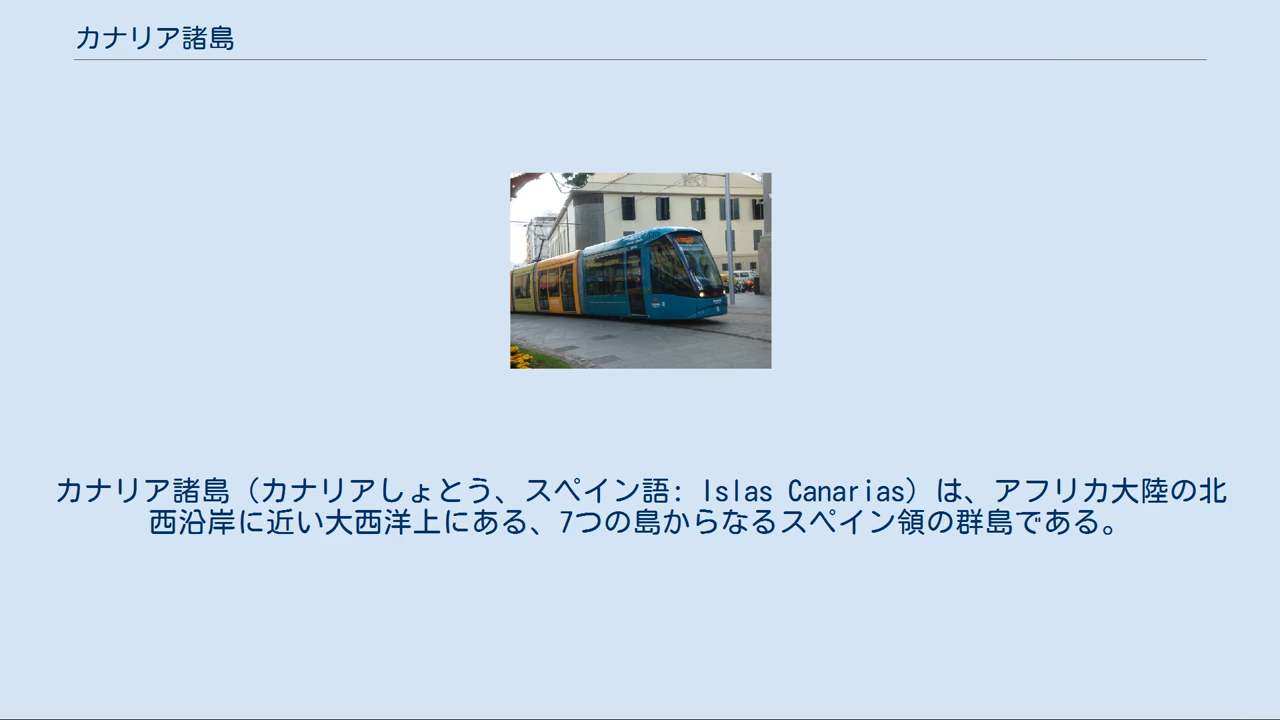 カナリア諸島
カナリア諸島（カナリアしょとう、スペイン語: Islas Canarias）は、アフリカ大陸の北
西沿岸に近い大西洋上にある、7つの島からなるスペイン領の群島である。